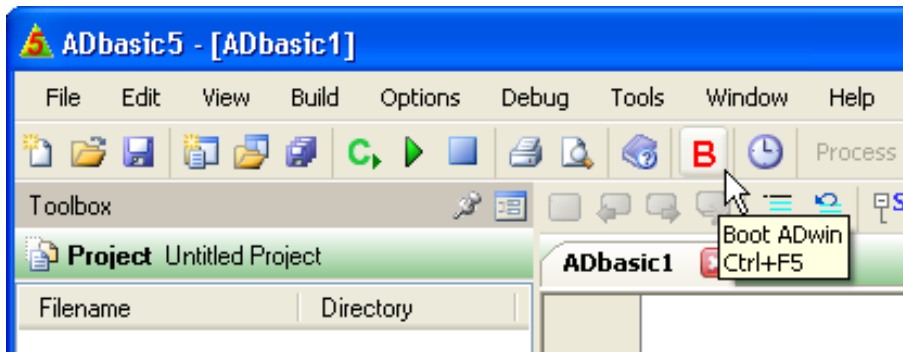 5 ADbasic5 - [ADbasic1]
File Edit View Build Options Debug Tools Window Help
C B Process
Toolbox
Project Untitled Project
ADbasic1
Boot ADwin
Ctrl+F5
Filename Directory